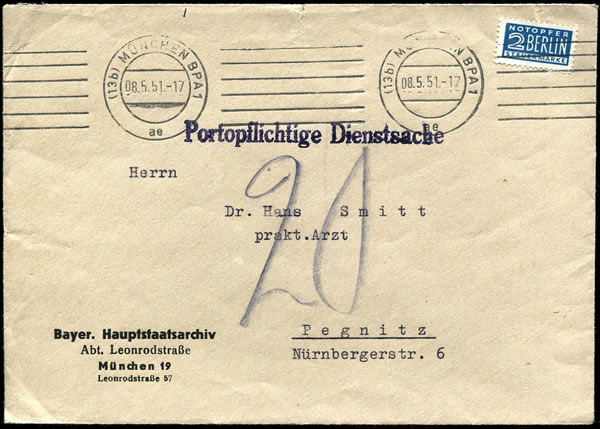 NOTOPFER
2 BERLIN
STEUERMARKE
(13b) MÜNCHEN BPA1
08.5.51.-17
ae
(13b) MÜNCHEN BPA1
08.5.51.-17
ae
Portopflichtige Dienstsache
20
Herrn
Dr. Hans Smitt
prakt.Arzt
Pegnitz
Nürnbergerstr. 6
Bayer. Hauptstaatsarchiv
Abt. Leonrodstraße
München 19
Leonrodstraße 57